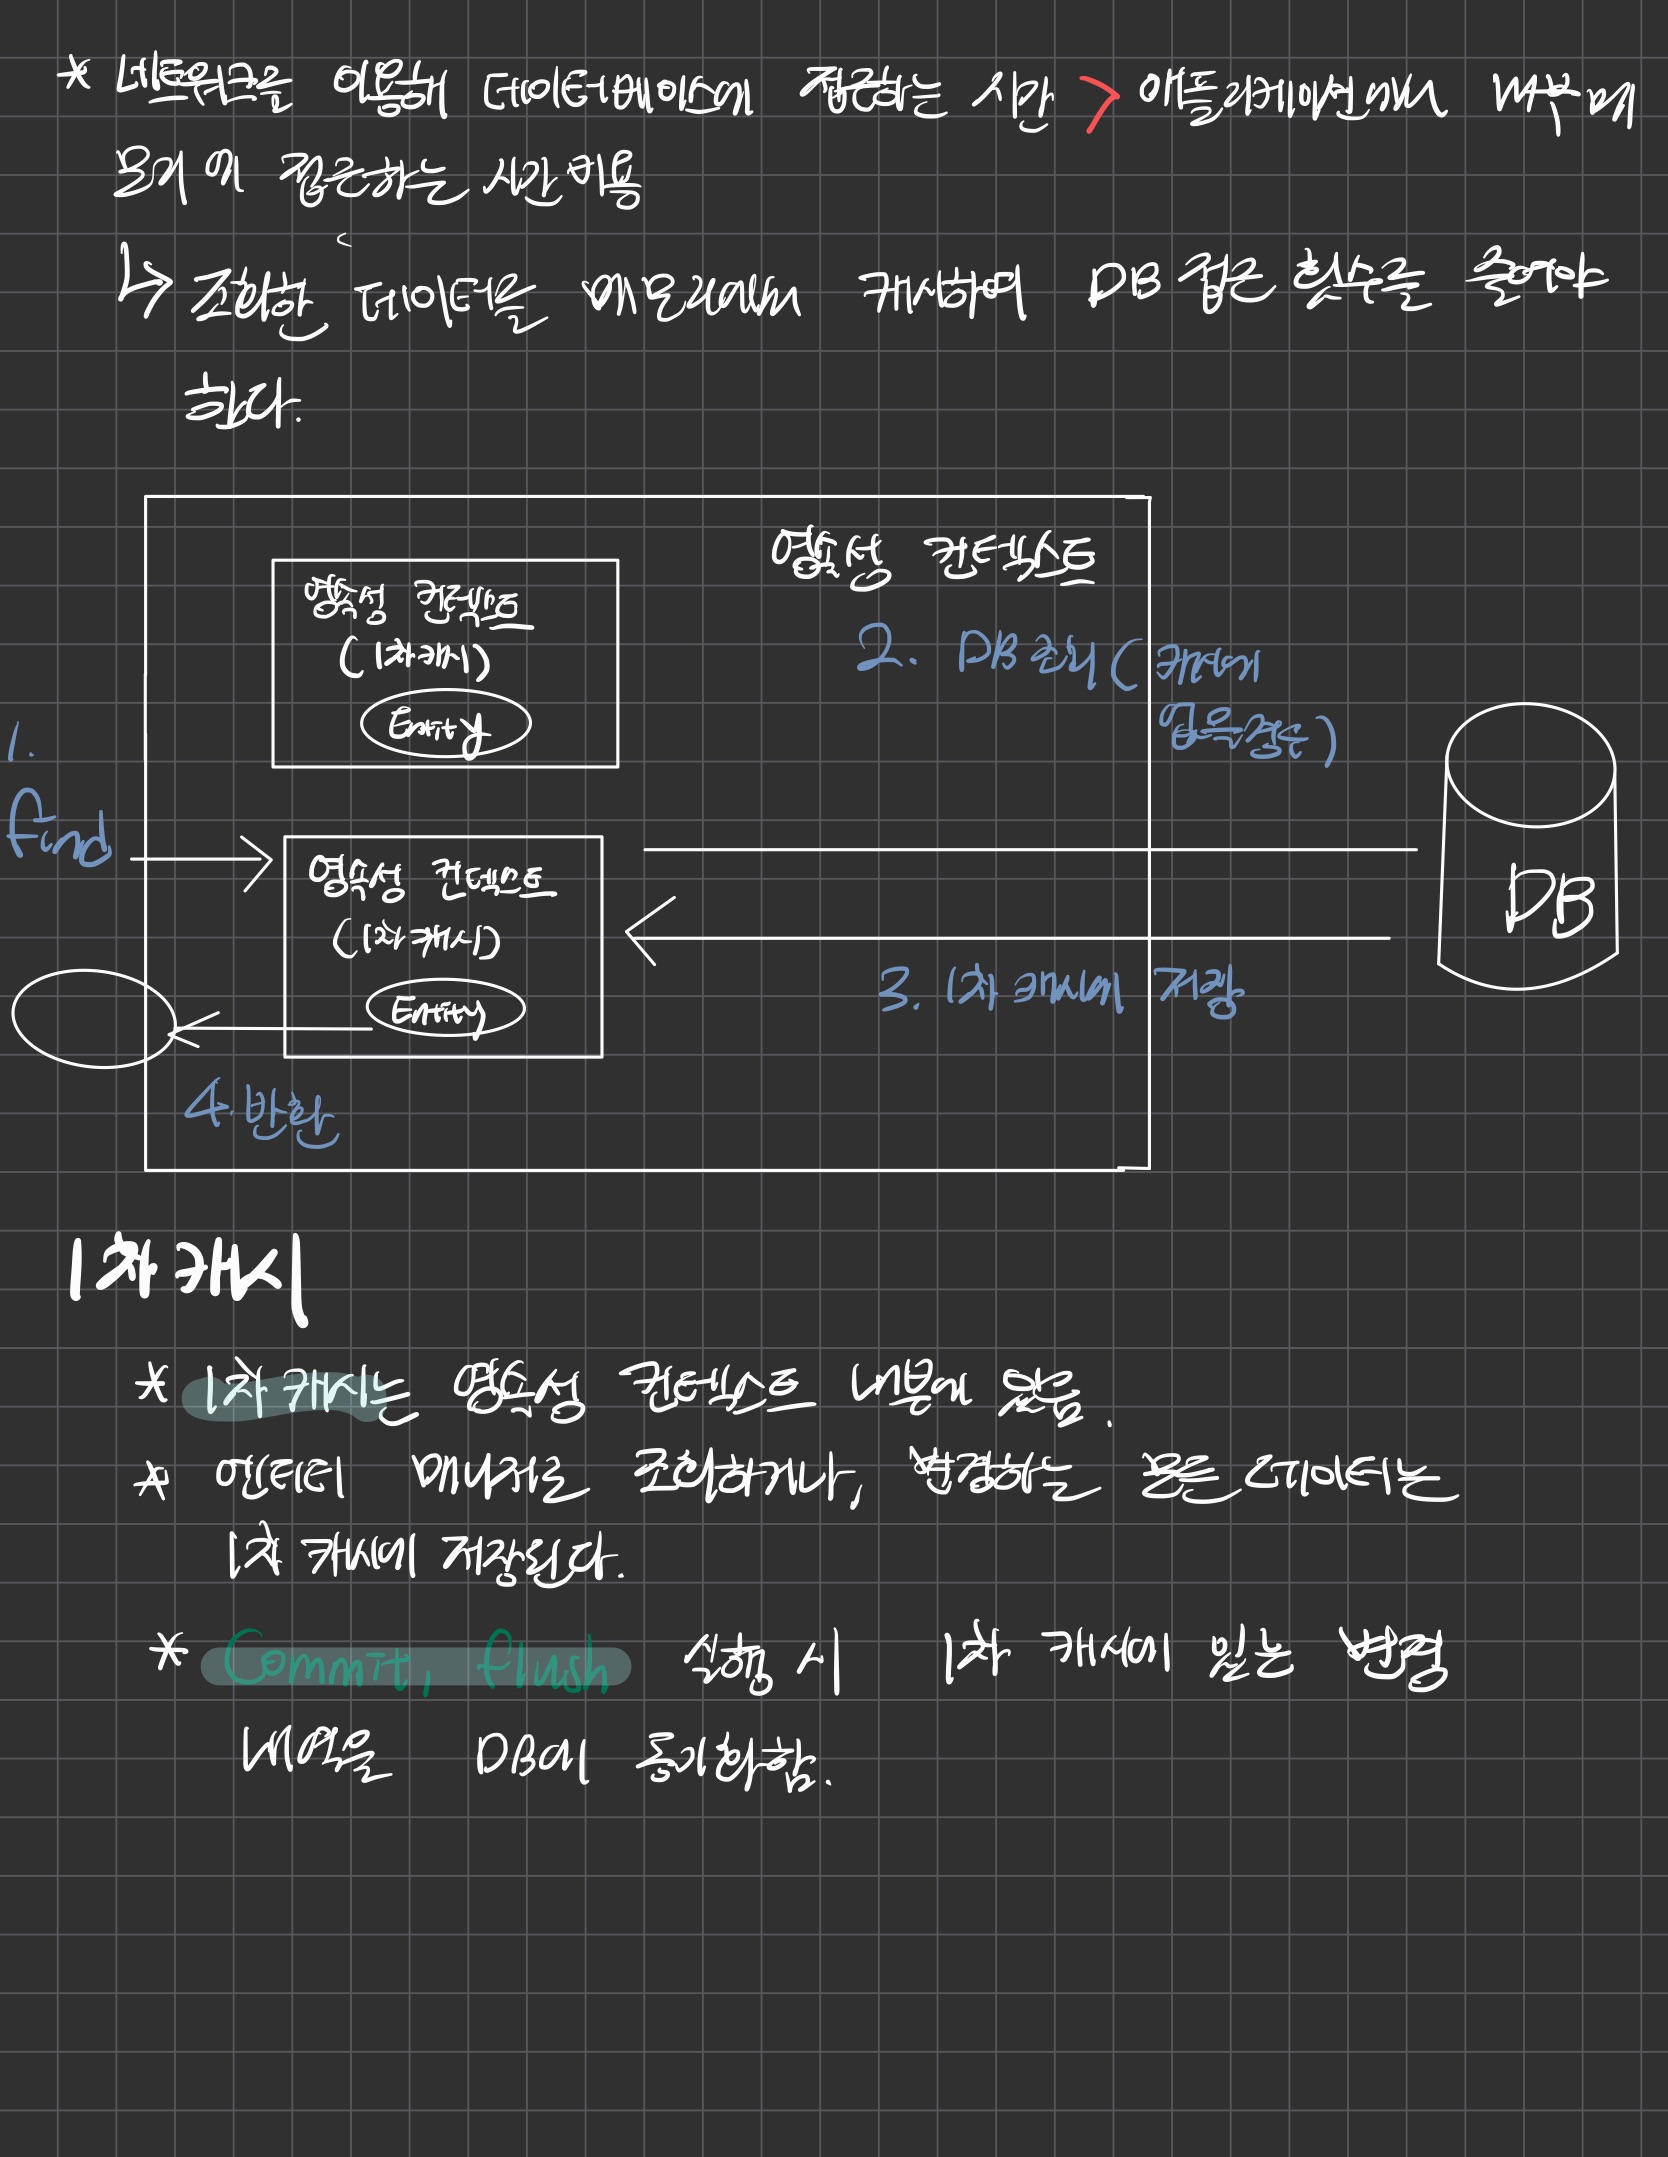 * 네트워크를 이용해 데이터베이스에 접근하는 시간 > 애플리케이션에서 내부 메
모리에 접근하는 시간 비용
↳ 조회한 데이터를 메모리에서 캐시하여 DB 접근 횟수를 줄여야
한다.
영속성 컨텍스트
영속성 컨텍스트
(1차 캐시)
Entity
2. DB 조회 (캐시에
없을 경우)
1.
find
영속성 컨텍스트
(1차 캐시)
Entity
DB
3. 1차 캐시에 저장
4. 반환
1차 캐시
* 1차 캐시는 영속성 컨텍스트 내부에 있음.
* 엔티티 매니저로 조회하거나, 변경하는 모든 데이터는
1차 캐시에 저장된다.
* Commit, flush 실행 시 1차 캐시에 있는 변경
내역을 DB에 동기화함.